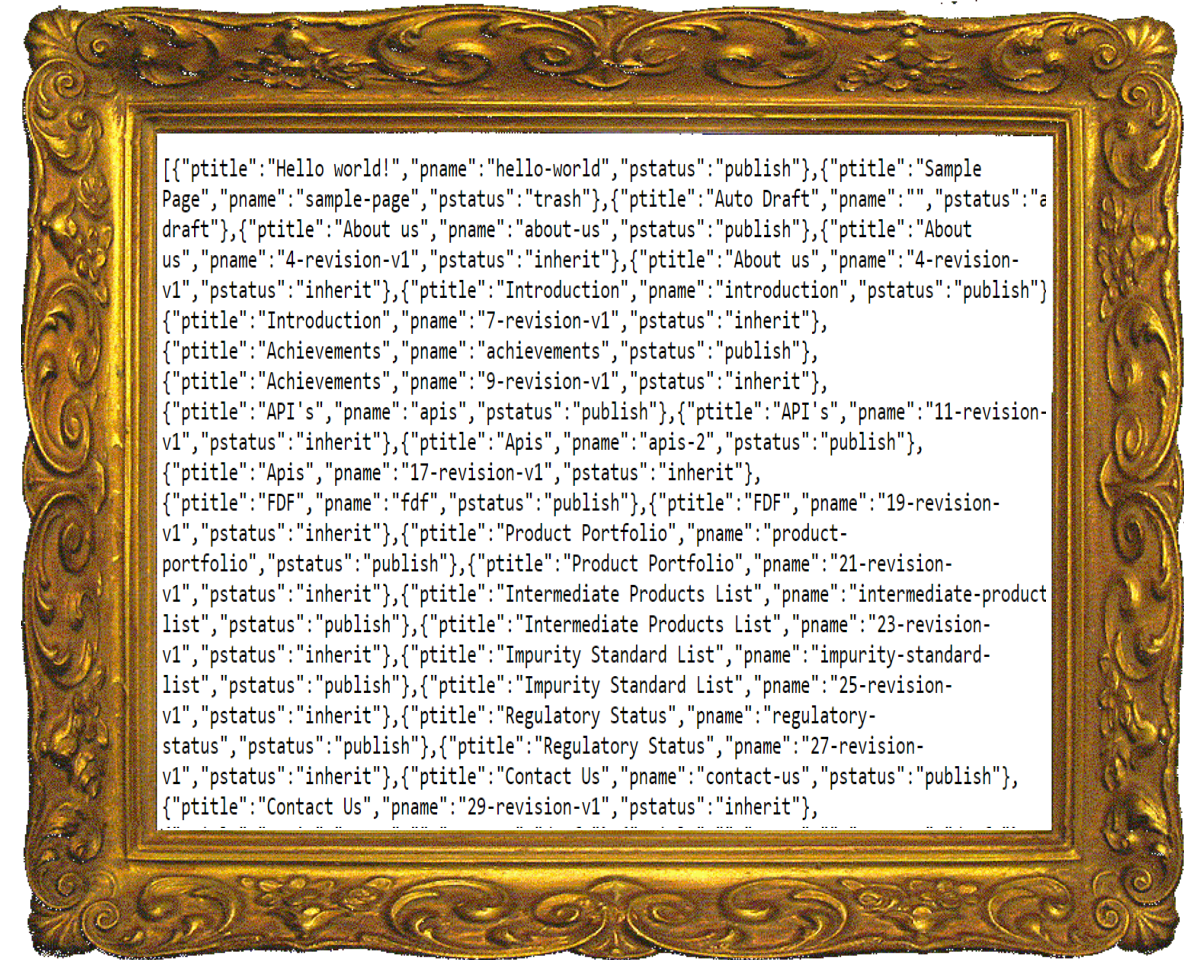 [{"ptitle":"Hello world!","pname":"hello-world","pstatus":"publish"},{"ptitle":"Sample
Page","pname":"sample-page","pstatus":"trash"},{"ptitle":"Auto Draft","pname":"","pstatus":"a
draft"},{"ptitle":"About us","pname":"about-us","pstatus":"publish"},{"ptitle":"About
us","pname":"4-revision-v1","pstatus":"inherit"},{"ptitle":"About us","pname":"4-revision-
v1","pstatus":"inherit"},{"ptitle":"Introduction","pname":"introduction","pstatus":"publish"}
{"ptitle":"Introduction","pname":"7-revision-v1","pstatus":"inherit"},
{"ptitle":"Achievements","pname":"achievements","pstatus":"publish"},
{"ptitle":"Achievements","pname":"9-revision-v1","pstatus":"inherit"},
{"ptitle":"API's","pname":"apis","pstatus":"publish"},{"ptitle":"API's","pname":"11-revision-
v1","pstatus":"inherit"},{"ptitle":"Apis","pname":"apis-2","pstatus":"publish"},
{"ptitle":"Apis","pname":"17-revision-v1","pstatus":"inherit"},
{"ptitle":"FDF","pname":"fdf","pstatus":"publish"},{"ptitle":"FDF","pname":"19-revision-
v1","pstatus":"inherit"},{"ptitle":"Product Portfolio","pname":"product-
portfolio","pstatus":"publish"},{"ptitle":"Product Portfolio","pname":"21-revision-
v1","pstatus":"inherit"},{"ptitle":"Intermediate Products List","pname":"intermediate-product
list","pstatus":"publish"},{"ptitle":"Intermediate Products List","pname":"23-revision-
v1","pstatus":"inherit"},{"ptitle":"Impurity Standard List","pname":"impurity-standard-
list","pstatus":"publish"},{"ptitle":"Impurity Standard List","pname":"25-revision-
v1","pstatus":"inherit"},{"ptitle":"Regulatory Status","pname":"regulatory-
status","pstatus":"publish"},{"ptitle":"Regulatory Status","pname":"27-revision-
v1","pstatus":"inherit"},{"ptitle":"Contact Us","pname":"contact-us","pstatus":"publish"},
{"ptitle":"Contact Us","pname":"29-revision-v1","pstatus":"inherit"},